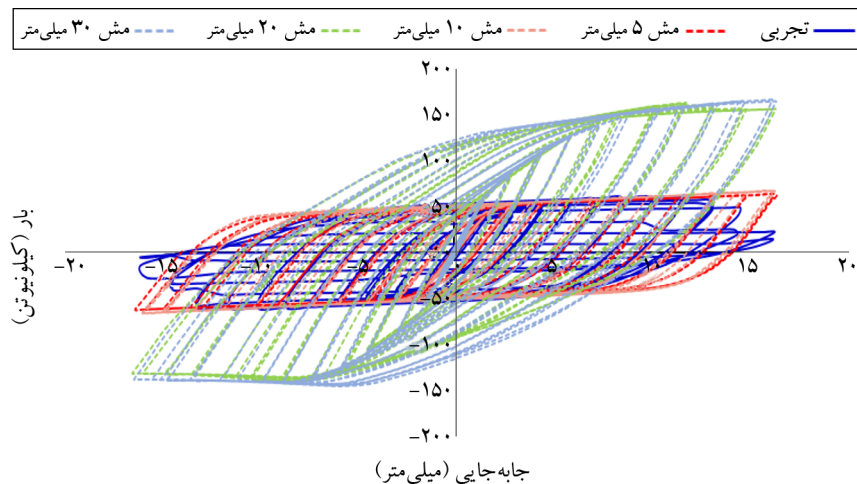 تجربی مش ۵ میلی‌متر مش ۱۰ میلی‌متر مش ۲۰ میلی‌متر مش ۳۰ میلی‌متر
۲۰۰
۱۵۰
۱۰۰
۵۰
۰
−۲۰ −۱۵ −۱۰ −۵ ۰ ۵ ۱۰ ۱۵ ۲۰
−۵۰
−۱۰۰
−۱۵۰
−۲۰۰
بار (کیلونیوتن)
جابه‌جایی (میلی‌متر)